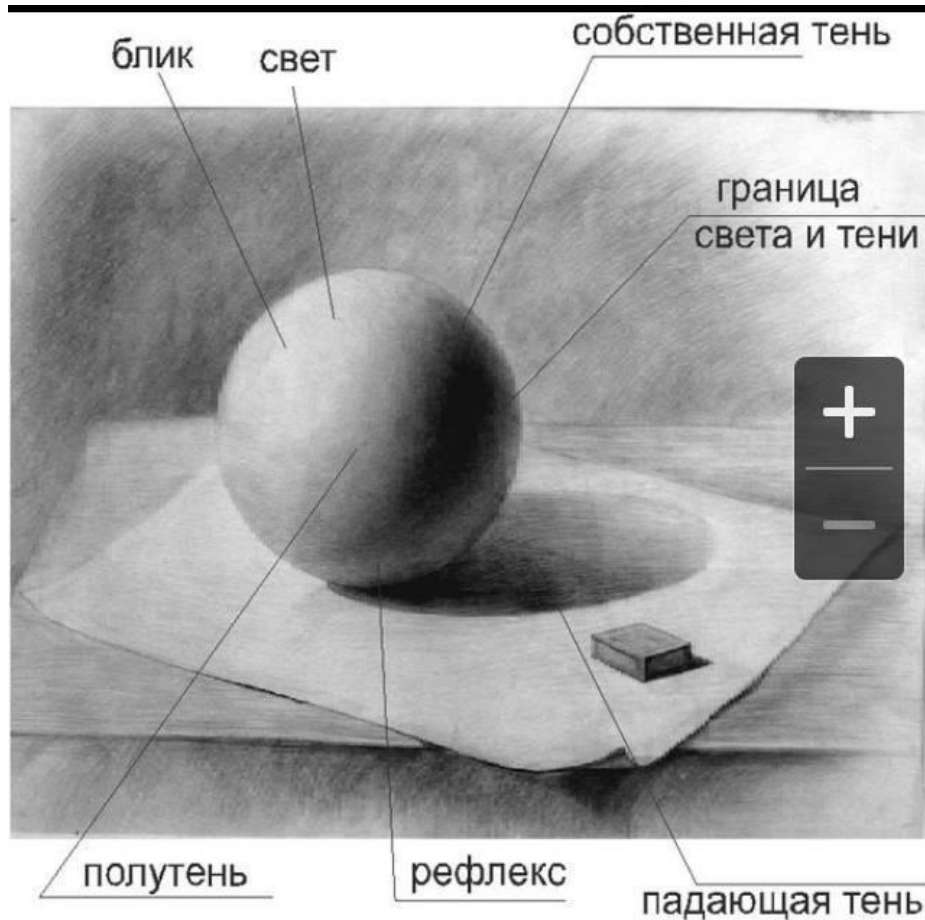 блик
свет
собственная тень
граница
света и тени
полутень
рефлекс
падающая тень